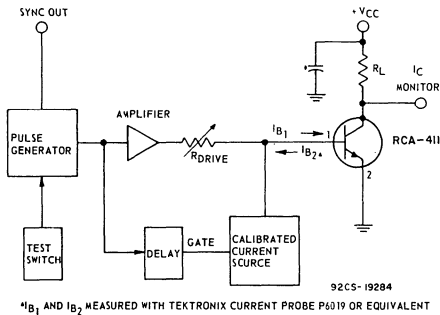 SYNC OUT
+VCC
*
RL
IC
MONITOR
AMPLIFIER
PULSE
GENERATOR
RDRIVE
IB1
IB2*
1
2
RCA-411
TEST
SWITCH
DELAY
GATE
CALIBRATED
CURRENT
SOURCE
92CS-19284
*IB1 AND IB2 MEASURED WITH TEKTRONIX CURRENT PROBE P6019 OR EQUIVALENT